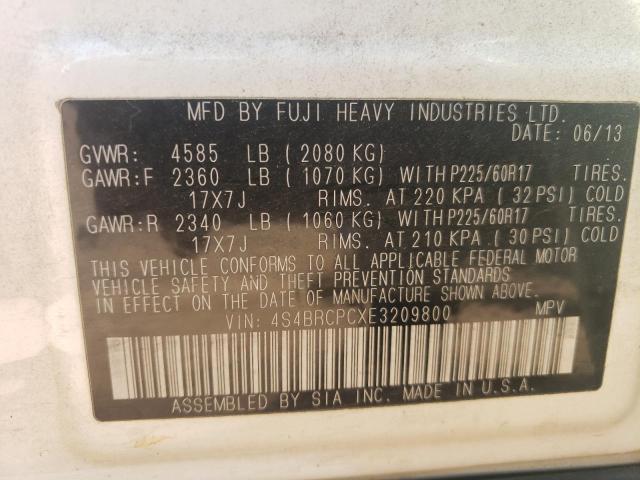 MFD BY FUJI HEAVY INDUSTRIES LTD.
DATE: 06/13
GVWR: 4585 LB ( 2080 KG)
GAWR:F 2360 LB ( 1070 KG) WITH P225/60R17 TIRES.
17X7J RIMS. AT 220 KPA ( 32 PSI) COLD
GAWR:R 2340 LB ( 1060 KG) WITH P225/60R17 TIRES.
17X7J RIMS. AT 210 KPA ( 30 PSI) COLD
THIS VEHICLE CONFORMS TO ALL APPLICABLE FEDERAL MOTOR
VEHICLE SAFETY AND THEFT PREVENTION STANDARDS
IN EFFECT ON THE DATE OF MANUFACTURE SHOWN ABOVE.
VIN: 4S4BRCPCXE3209800 MPV
ASSEMBLED BY SIA INC. MADE IN U.S.A.